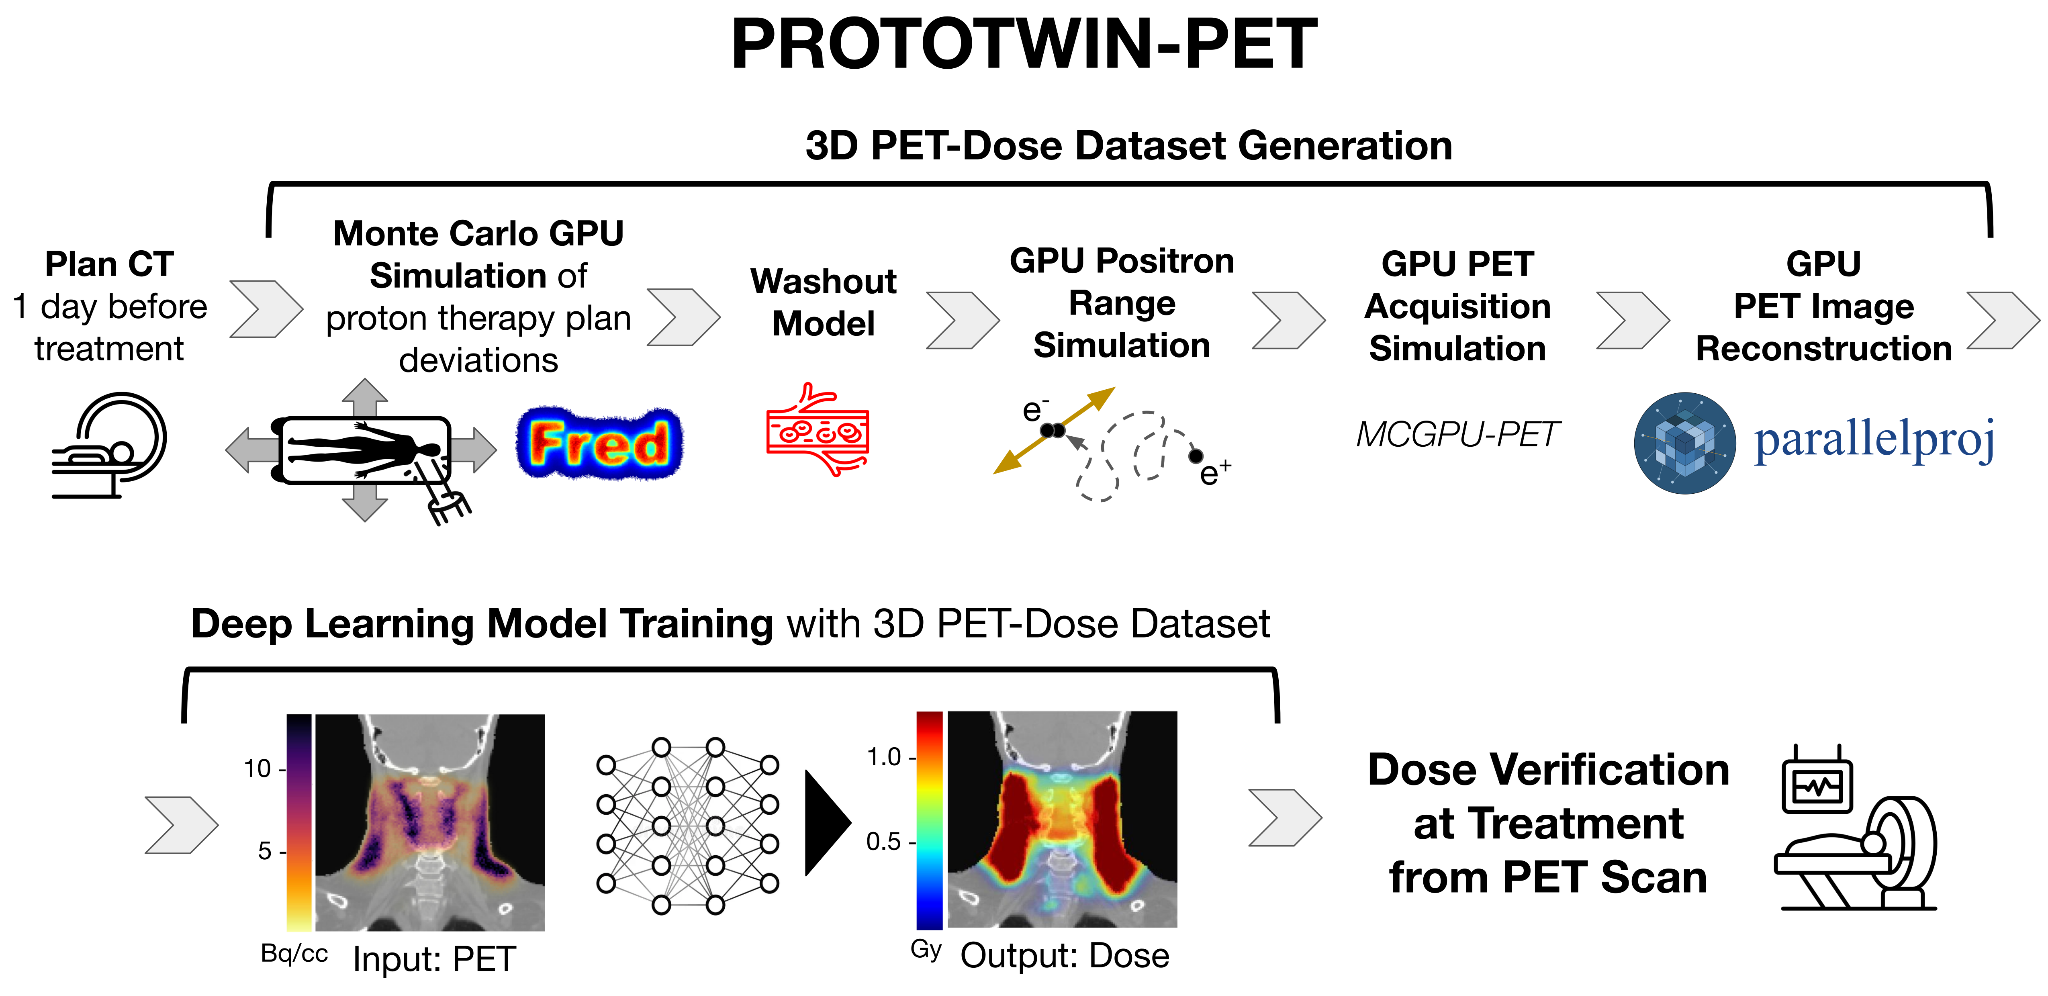 PROTOTWIN-PET
3D PET-Dose Dataset Generation
Plan CT
1 day before
treatment
Monte Carlo GPU
Simulation of
proton therapy plan
deviations
Fred
Washout
Model
GPU Positron
Range
Simulation
e-
e+
GPU PET
Acquisition
Simulation
MCGPU-PET
GPU
PET Image
Reconstruction
parallelproj
Deep Learning Model Training with 3D PET-Dose Dataset
10
5
Bq/cc
Input: PET
1.0
0.5
Gy
Output: Dose
Dose Verification
at Treatment
from PET Scan